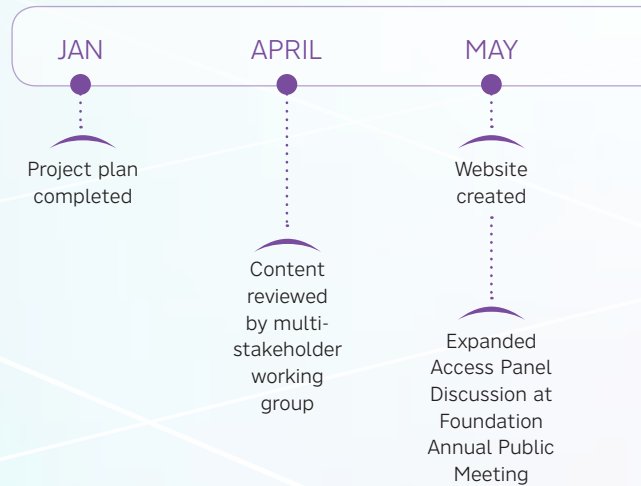 JAN
APRIL
MAY
Project plan
completed
Content
reviewed
by multi-
stakeholder
working
group
Website
created
Expanded
Access Panel
Discussion at
Foundation
Annual Public
Meeting